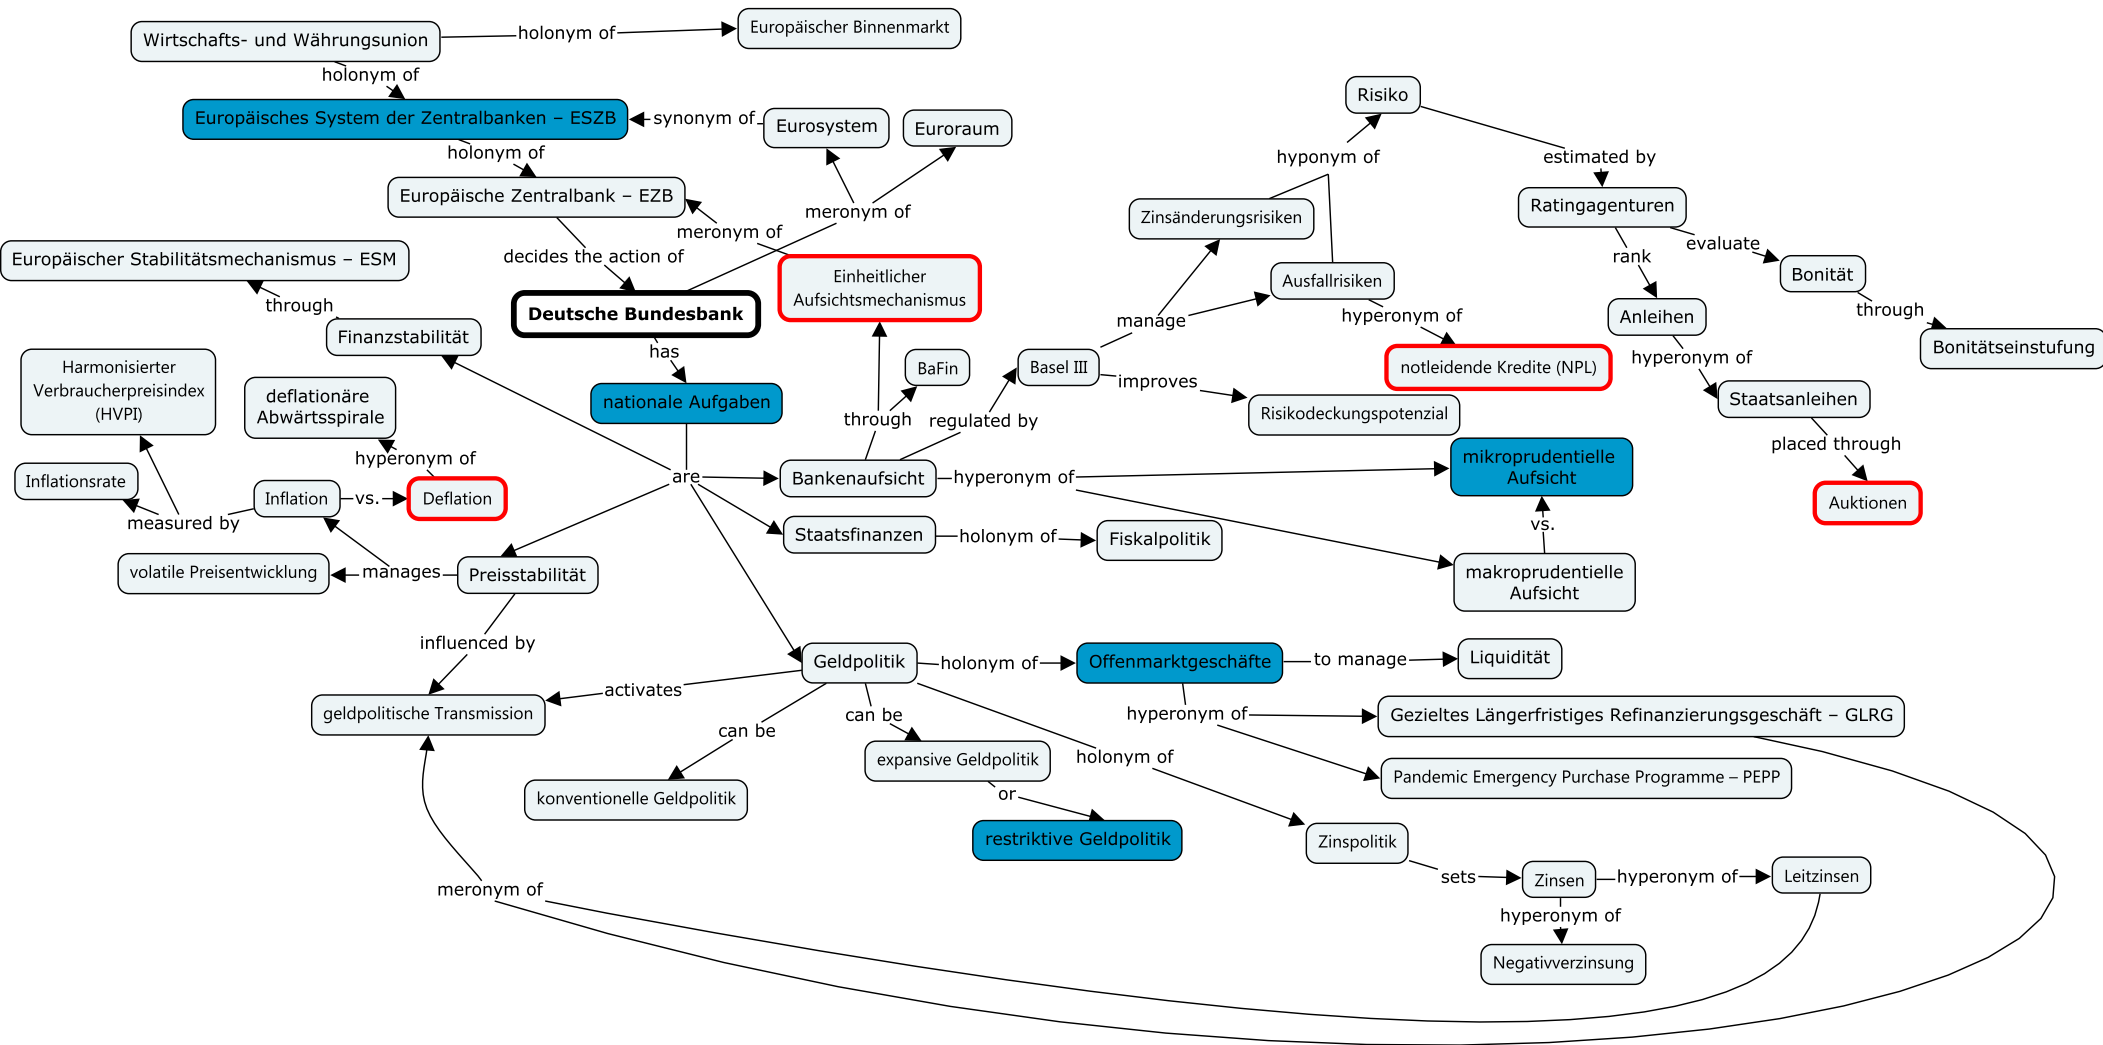 Wirtschafts- und Währungsunion
holonym of
Europäischer Binnenmarkt
holonym of
Europäisches System der Zentralbanken – ESZB
synonym of
Eurosystem
Euroraum
holonym of
Europäische Zentralbank – EZB
meronym of
meronym of
decides the action of
Europäischer Stabilitätsmechanismus – ESM
through
Finanzstabilität
Deutsche Bundesbank
Einheitlicher
Aufsichtsmechanismus
has
nationale Aufgaben
Harmonisierter
Verbraucherpreisindex
(HVPI)
deflationäre
Abwärtsspirale
hyperonym of
Inflationsrate
Inflation
vs.
Deflation
measured by
volatile Preisentwicklung
manages
Preisstabilität
are
influenced by
geldpolitische Transmission
BaFin
through
regulated by
Bankenaufsicht
hyperonym of
Staatsfinanzen
holonym of
Fiskalpolitik
Basel III
manage
improves
Risikodeckungspotenzial
Zinsänderungsrisiken
Ausfallrisiken
hyponym of
Risiko
hyperonym of
notleidende Kredite (NPL)
estimated by
Ratingagenturen
evaluate
Bonität
through
Bonitätseinstufung
rank
Anleihen
hyperonym of
Staatsanleihen
placed through
Auktionen
mikroprudentielle
Aufsicht
vs.
makroprudentielle
Aufsicht
Geldpolitik
holonym of
Offenmarktgeschäfte
to manage
Liquidität
activates
can be
can be
konventionelle Geldpolitik
expansive Geldpolitik
or
restriktive Geldpolitik
hyperonym of
Gezieltes Längerfristiges Refinanzierungsgeschäft – GLRG
Pandemic Emergency Purchase Programme – PEPP
holonym of
Zinspolitik
sets
Zinsen
hyperonym of
Leitzinsen
hyperonym of
Negativverzinsung
meronym of